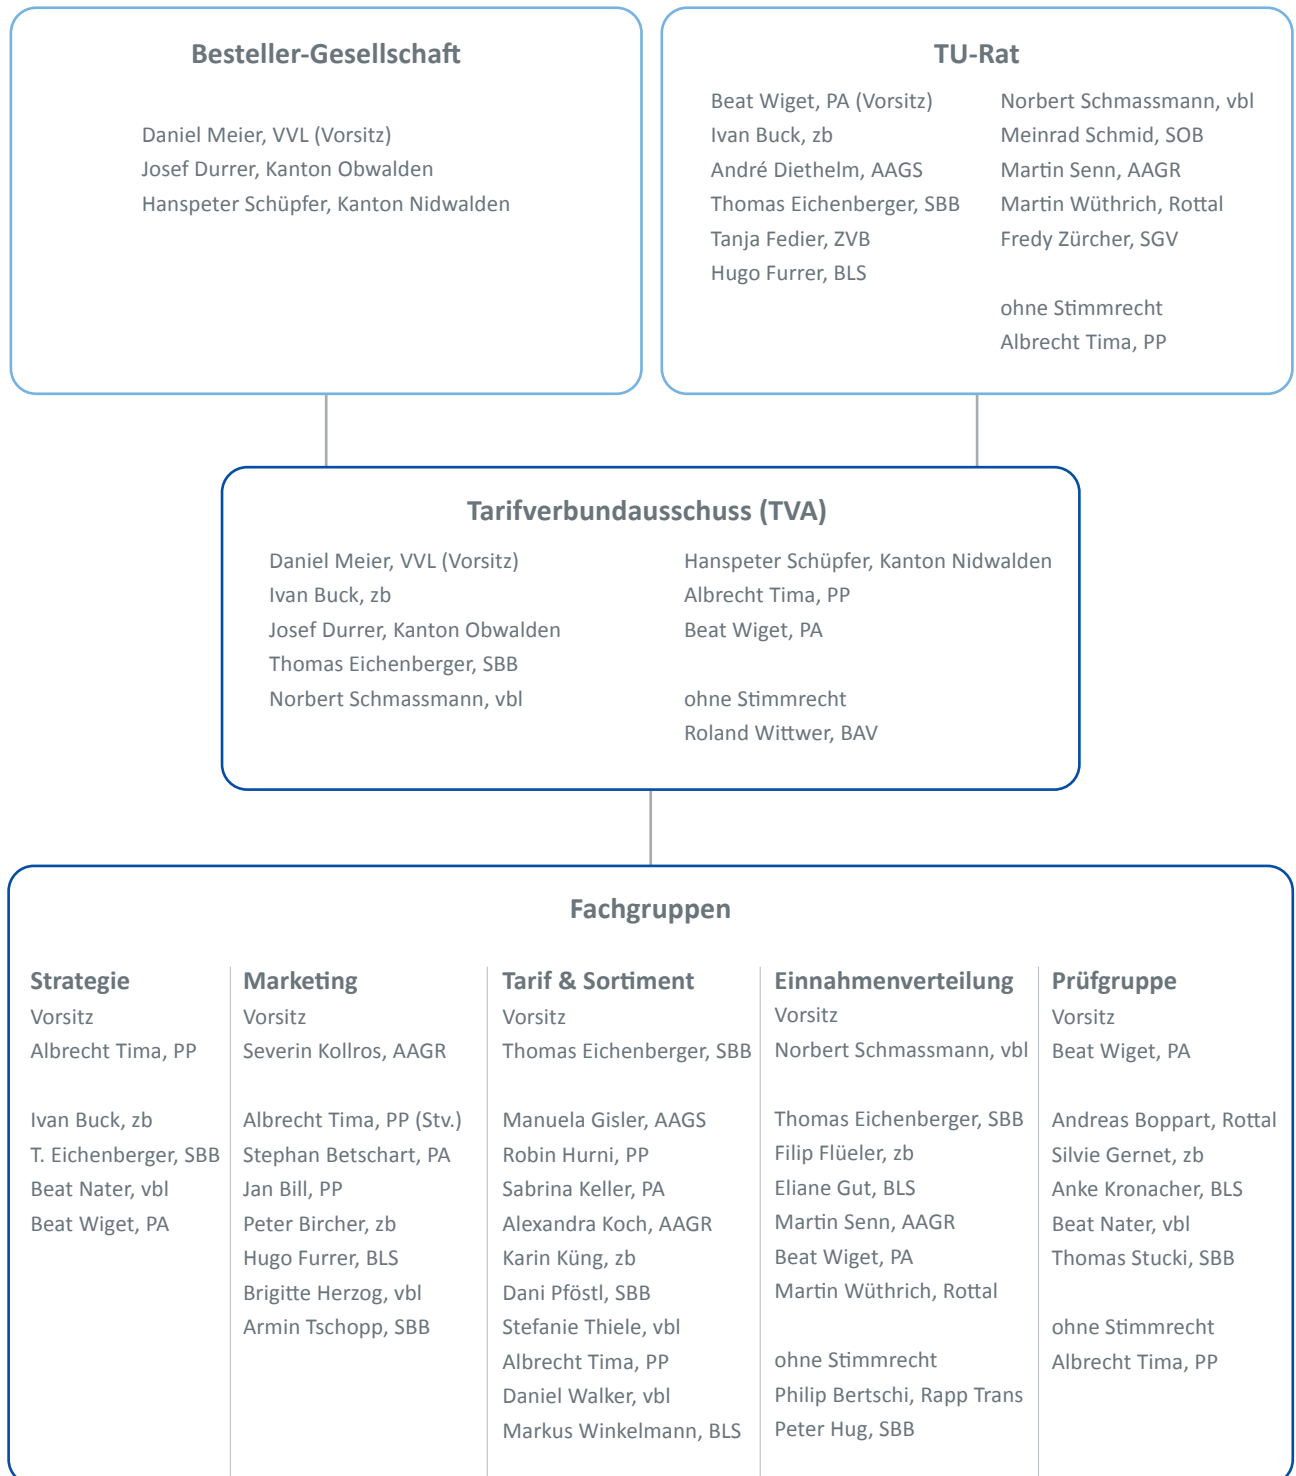 Besteller-Gesellschaft
Daniel Meier, VVL (Vorsitz)
Josef Durrer, Kanton Obwalden
Hanspeter Schüpfer, Kanton Nidwalden
TU-Rat
Beat Wiget, PA (Vorsitz)
Ivan Buck, zb
André Diethelm, AAGS
Thomas Eichenberger, SBB
Tanja Fedier, ZVB
Hugo Furrer, BLS
Norbert Schmassmann, vbl
Meinrad Schmid, SOB
Martin Senn, AAGR
Martin Wüthrich, Rottal
Fredy Zürcher, SGV
ohne Stimmrecht
Albrecht Tima, PP
Tarifverbundausschuss (TVA)
Daniel Meier, VVL (Vorsitz)
Ivan Buck, zb
Josef Durrer, Kanton Obwalden
Thomas Eichenberger, SBB
Norbert Schmassmann, vbl
Hanspeter Schüpfer, Kanton Nidwalden
Albrecht Tima, PP
Beat Wiget, PA
ohne Stimmrecht
Roland Wittwer, BAV
Fachgruppen
Strategie
Vorsitz
Albrecht Tima, PP
Ivan Buck, zb
T. Eichenberger, SBB
Beat Nater, vbl
Beat Wiget, PA
Marketing
Vorsitz
Severin Kollros, AAGR
Albrecht Tima, PP (Stv.)
Stephan Betschart, PA
Jan Bill, PP
Peter Bircher, zb
Hugo Furrer, BLS
Brigitte Herzog, vbl
Armin Tschopp, SBB
Tarif & Sortiment
Vorsitz
Thomas Eichenberger, SBB
Manuela Gisler, AAGS
Robin Hurni, PP
Sabrina Keller, PA
Alexandra Koch, AAGR
Karin Küng, zb
Dani Pföstl, SBB
Stefanie Thiele, vbl
Albrecht Tima, PP
Daniel Walker, vbl
Markus Winkelmann, BLS
Einnahmenverteilung
Vorsitz
Norbert Schmassmann, vbl
Thomas Eichenberger, SBB
Filip Flüeler, zb
Eliane Gut, BLS
Martin Senn, AAGR
Beat Wiget, PA
Martin Wüthrich, Rottal
ohne Stimmrecht
Philip Bertschi, Rapp Trans
Peter Hug, SBB
Prüfgruppe
Vorsitz
Beat Wiget, PA
Andreas Boppart, Rottal
Silvie Gernet, zb
Anke Kronacher, BLS
Beat Nater, vbl
Thomas Stucki, SBB
ohne Stimmrecht
Albrecht Tima, PP